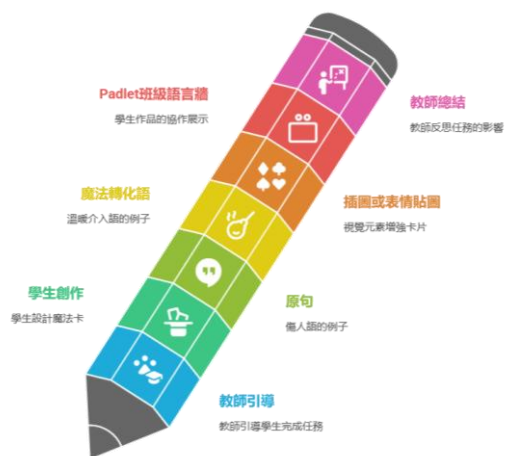 Padlet班級語言牆
學生作品的協作展示
教師總結
教師反思任務的影響
魔法轉化語
溫暖介入語的例子
插圖或表情貼圖
視覺元素增強卡片
學生創作
學生設計魔法卡
原句
傷人語的例子
教師引導
教師引導學生完成任務